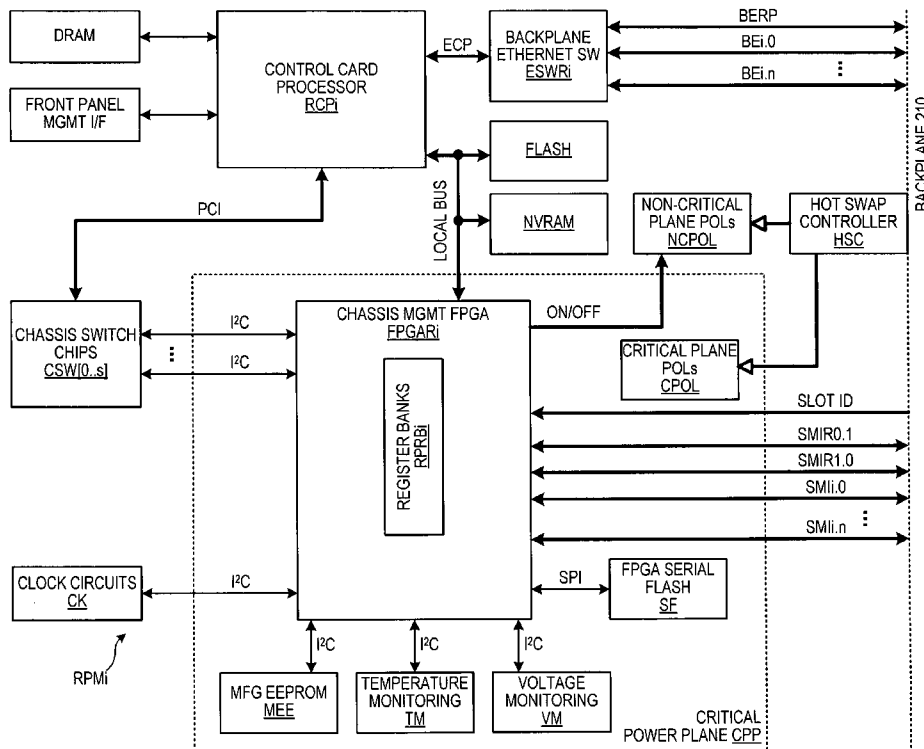 DRAM
FRONT PANEL
MGMT I/F
CONTROL CARD
PROCESSOR
RCPi
ECP
BACKPLANE
ETHERNET SW
ESWRi
BERP
BEi.0
...
BEi.n
BACKPLANE 210
FLASH
NVRAM
LOCAL BUS
PCI
NON-CRITICAL
PLANE POLs
NCPOL
HOT SWAP
CONTROLLER
HSC
CHASSIS SWITCH
CHIPS
CSW[0..s]
I²C
...
I²C
CHASSIS MGMT FPGA
FPGARi
REGISTER BANKS
RPRBi
ON/OFF
CRITICAL PLANE
POLs
CPOL
SLOT ID
SMIR0.1
SMIR1.0
SMIi.0
...
SMIi.n
CLOCK CIRCUITS
CK
I²C
SPI
FPGA SERIAL
FLASH
SF
RPMi
I²C
I²C
I²C
MFG EEPROM
MEE
TEMPERATURE
MONITORING
TM
VOLTAGE
MONITORING
VM
CRITICAL
POWER PLANE CPP